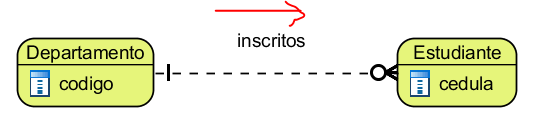 inscritos
Departamento
codigo
Estudiante
cedula